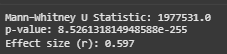 Mann-Whitney U Statistic: 1977531.0
p-value: 8.526131814948588e-255
Effect size (r): 0.597